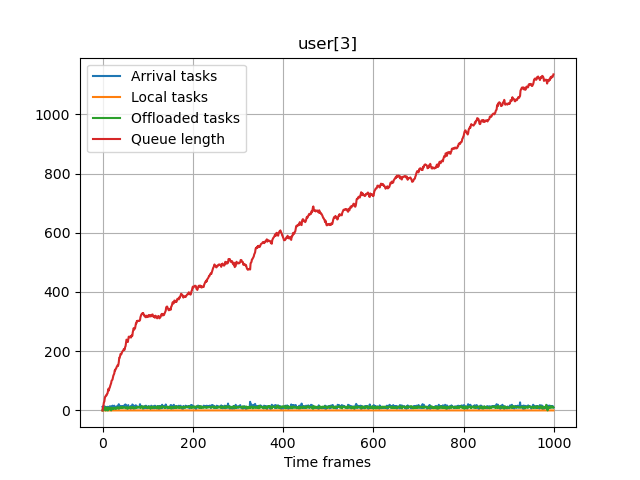 user[3]
Arrival tasks
Local tasks
Offloaded tasks
Queue length
1000
800
600
400
200
0
0 200 400 600 800 1000
Time frames